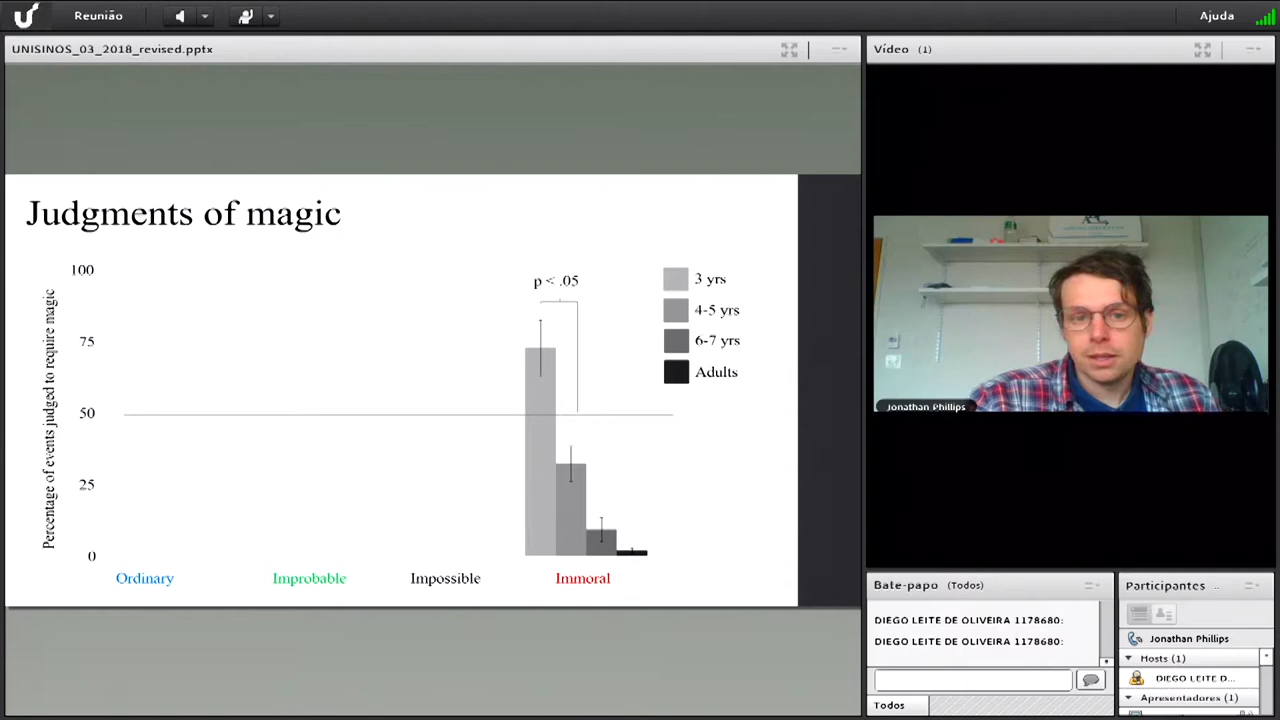 Reunião
Ajuda
UNISINOS_03_2018_revised.pptx
Judgments of magic
100
75
50
25
0
Percentage of events judged to require magic
p < .05
3 yrs
4-5 yrs
6-7 yrs
Adults
Ordinary
Improbable
Impossible
Immoral
Vídeo (1)
Jonathan Phillips
Bate-papo (Todos)
DIEGO LEITE DE OLIVEIRA 1178680:
DIEGO LEITE DE OLIVEIRA 1178680:
Todos
Participantes ..
Jonathan Phillips
Hosts (1)
DIEGO LEITE D...
Apresentadores (1)